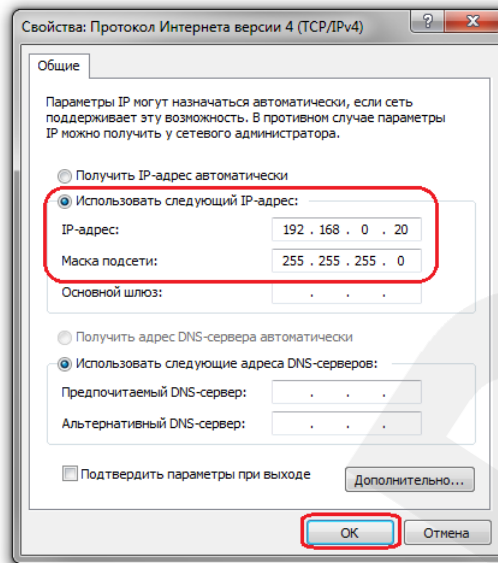 Свойства: Протокол Интернета версии 4 (TCP/IPv4)
Общие
Параметры IP могут назначаться автоматически, если сеть
поддерживает эту возможность. В противном случае параметры
IP можно получить у сетевого администратора.
Получить IP-адрес автоматически
Использовать следующий IP-адрес:
IP-адрес: 192 . 168 . 0 . 20
Маска подсети: 255 . 255 . 255 . 0
Основной шлюз: . . .
Получить адрес DNS-сервера автоматически
Использовать следующие адреса DNS-серверов:
Предпочитаемый DNS-сервер: . . .
Альтернативный DNS-сервер: . . .
Подтвердить параметры при выходе
Дополнительно...
ОК Отмена